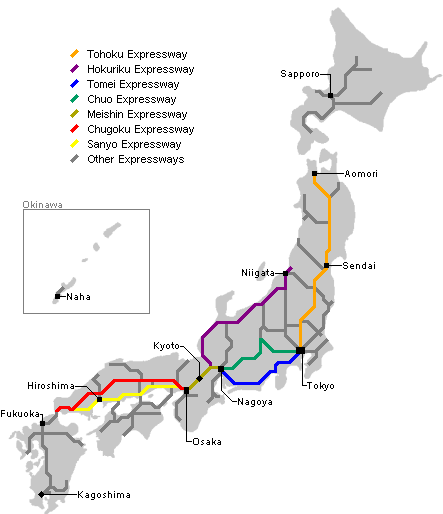 Tohoku Expressway
Hokuriku Expressway
Tomei Expressway
Chuo Expressway
Meishin Expressway
Chugoku Expressway
Sanyo Expressway
Other Expressways
Sapporo
Aomori
Okinawa
Naha
Niigata
Sendai
Kyoto
Hiroshima
Tokyo
Nagoya
Fukuoka
Osaka
Kagoshima